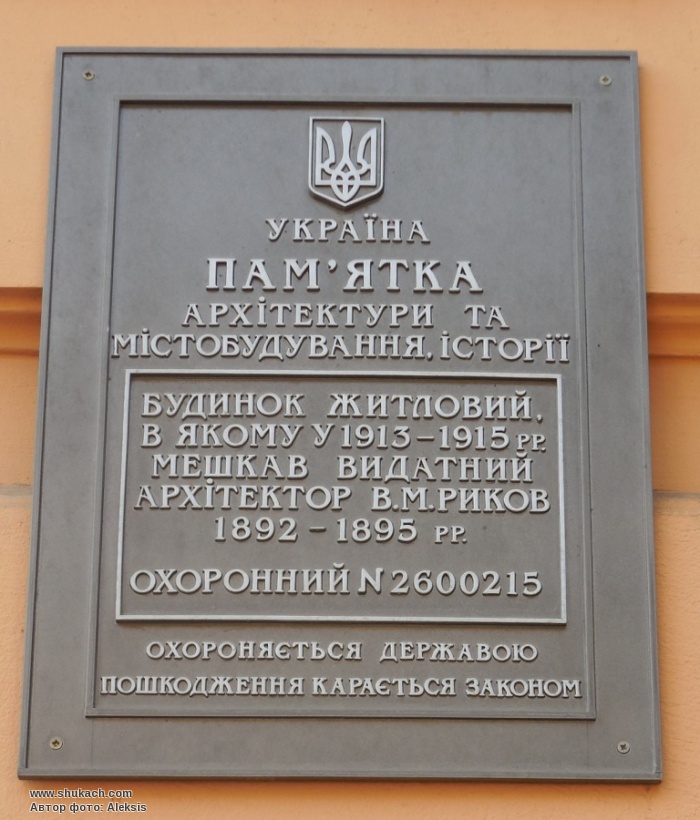 УКРАЇНА
ПАМ'ЯТКА
АРХІТЕКТУРИ ТА
МІСТОБУДУВАННЯ, ІСТОРІЇ
БУДИНОК ЖИТЛОВИЙ,
В ЯКОМУ У 1913–1915 РР.
МЕШКАВ ВИДАТНИЙ
АРХІТЕКТОР В.М.РИКОВ
1892 – 1895 РР.
ОХОРОННИЙ N 2600215
ОХОРОНЯЄТЬСЯ ДЕРЖАВОЮ
ПОШКОДЖЕННЯ КАРАЄТЬСЯ ЗАКОНОМ
www.shukach.com
Автор фото: Aleksis